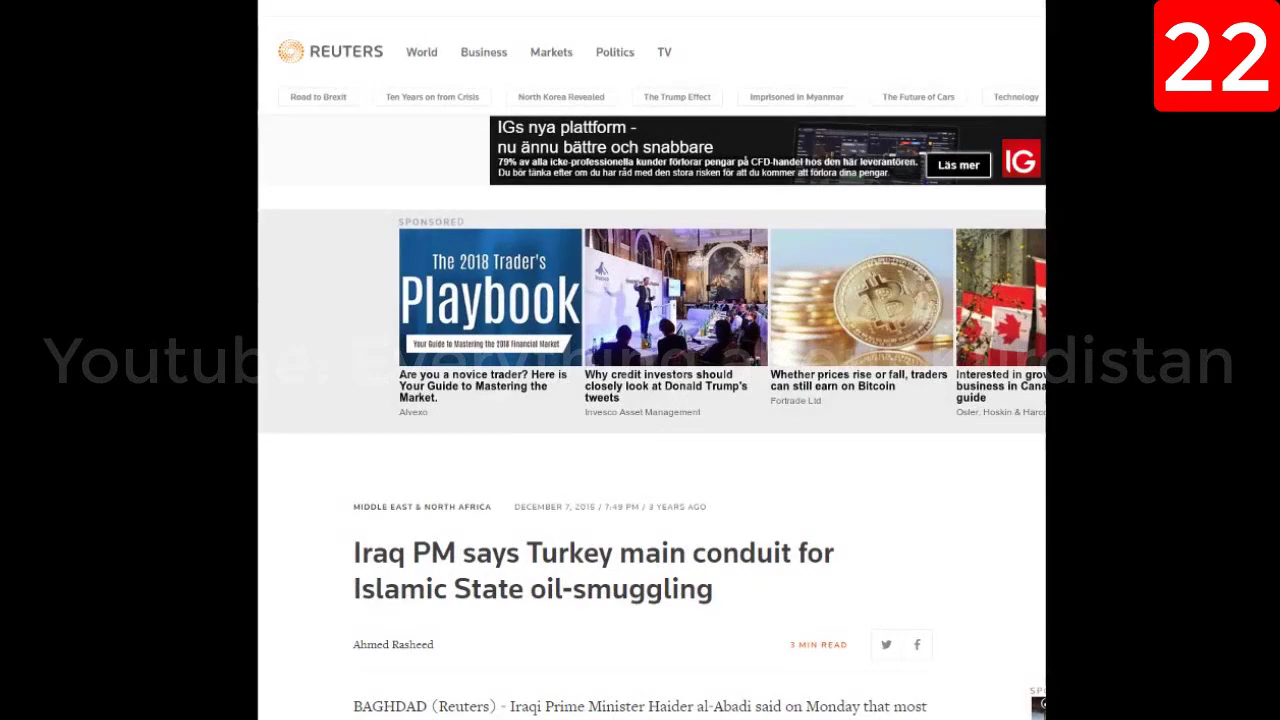 22
REUTERS World Business Markets Politics TV
Road to Brexit Ten Years on from Crisis North Korea Revealed The Trump Effect Imprisoned in Myanmar The Future of Cars Technology
IGs nya plattform -
nu ännu bättre och snabbare
79% av alla icke-professionella kunder förlorar pengar på CFD-handel hos den här leverantören.
Du bör tänka efter om du har råd med den stora risken för att du kommer att förlora dina pengar.
Läs mer
IG
SPONSORED
The 2018 Trader's
Playbook
Your Guide to Mastering the 2018 Financial Market
Are you a novice trader? Here is
Your Guide to Mastering the
Market.
Alvexo
Why credit investors should
closely look at Donald Trump's
tweets
Invesco Asset Management
Whether prices rise or fall, traders
can still earn on Bitcoin
Fortrade Ltd
Interested in
business in
guide
Osler, Hoskin &
Youtube: Everything about Kurdistan
MIDDLE EAST & NORTH AFRICA DECEMBER 7, 2015 / 7:49 PM / 3 YEARS AGO
Iraq PM says Turkey main conduit for
Islamic State oil-smuggling
Ahmed Rasheed
3 MIN READ
BAGHDAD (Reuters) - Iraqi Prime Minister Haider al-Abadi said on Monday that most